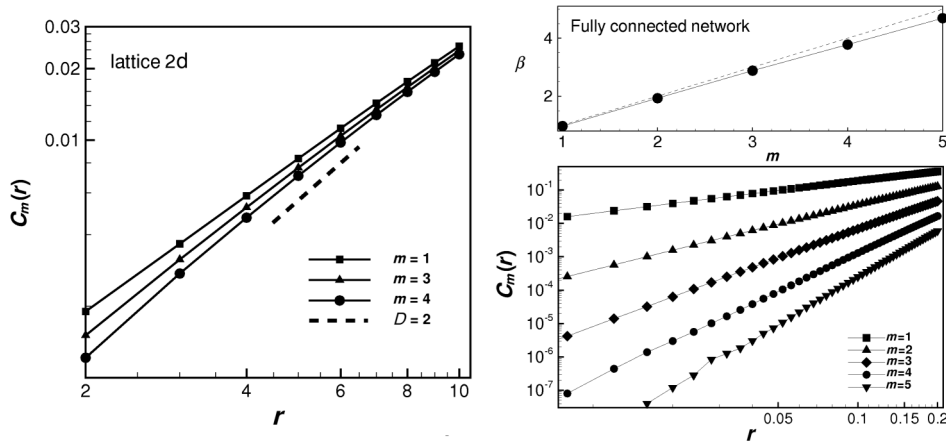 0.03
0.02
0.01
lattice 2d
C_m(r)
m = 1
m = 3
m = 4
D = 2
2 4 6 8 10
r
Fully connected network
β
4
2
1 2 3 4 5
m
10^-1
10^-2
10^-3
10^-4
10^-5
10^-6
10^-7
C_m(r)
m=1
m=2
m=3
m=4
m=5
0.05 0.1 0.15 0.2
r